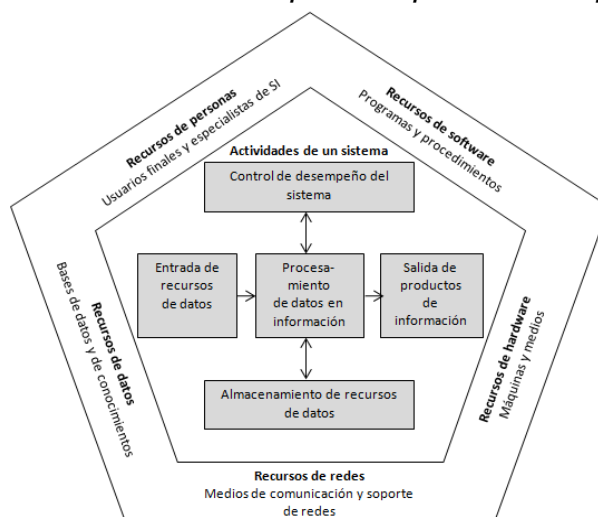 Recursos de personas
Usuarios finales y especialistas de SI
Recursos de software
Programas y procedimientos
Actividades de un sistema
Control de desempeño del
sistema
Entrada de
recursos
de datos
Procesa-
miento
de datos en
información
Salida de
productos
de
información
Almacenamiento de recursos
de datos
Recursos de datos
Bases de datos y de conocimientos
Recursos de hardware
Máquinas y medios
Recursos de redes
Medios de comunicación y soporte
de redes